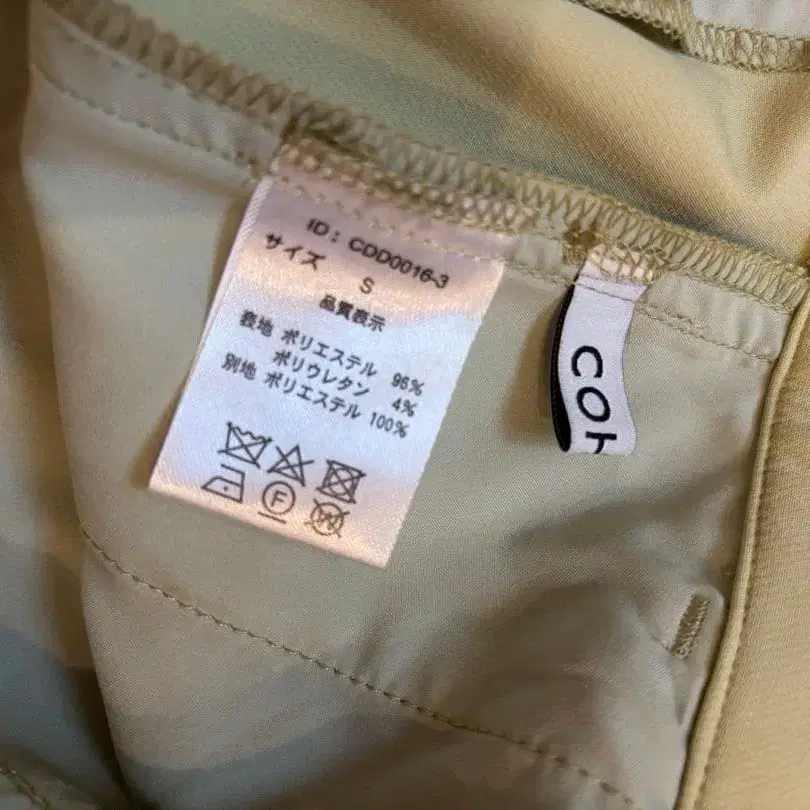 ID: CDD0016-3
サイズ S
品質表示
表地 ポリエステル 96%
ポリウレタン 4%
別地 ポリエステル 100%
F
W
COH